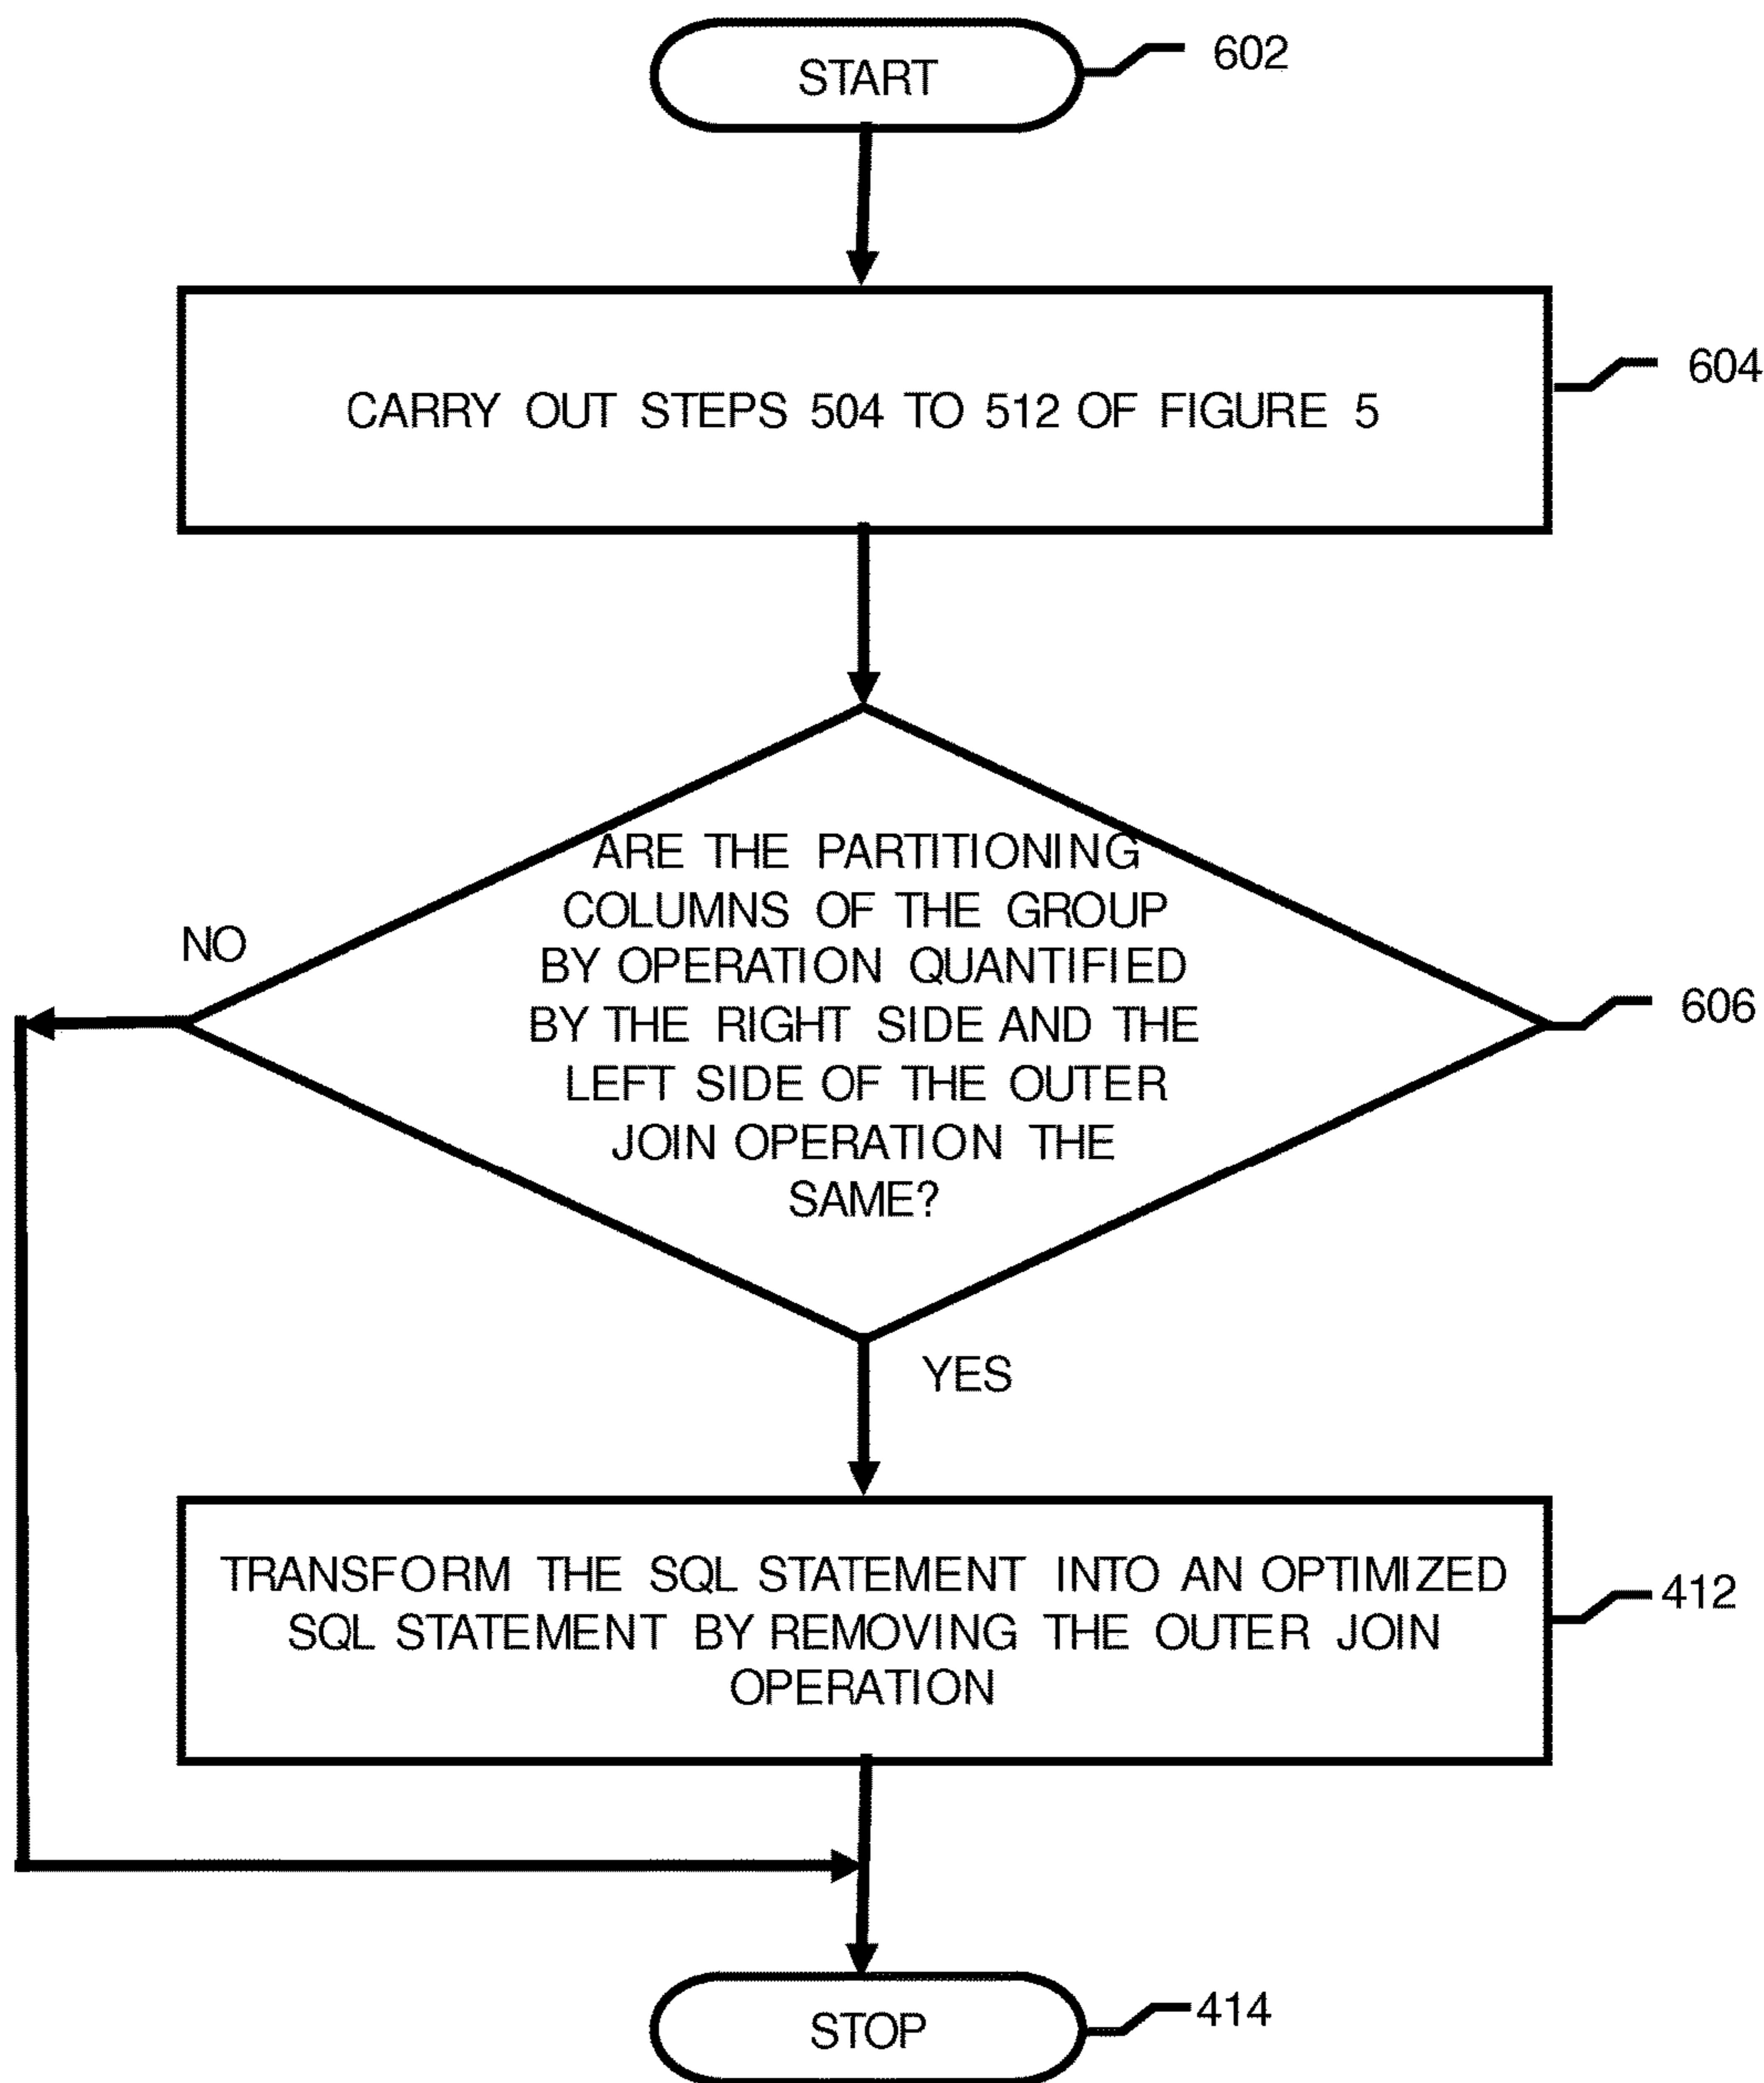 START
602
CARRY OUT STEPS 504 TO 512 OF FIGURE 5
604
ARE THE PARTITIONING
COLUMNS OF THE GROUP
BY OPERATION QUANTIFIED
BY THE RIGHT SIDE AND THE
LEFT SIDE OF THE OUTER
JOIN OPERATION THE
SAME?
NO
606
YES
TRANSFORM THE SQL STATEMENT INTO AN OPTIMIZED
SQL STATEMENT BY REMOVING THE OUTER JOIN
OPERATION
412
STOP
414